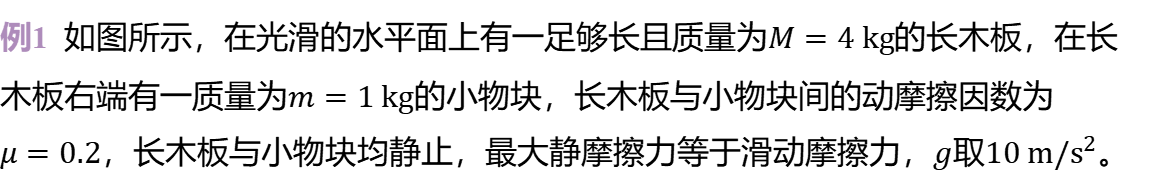 例1 如图所示，在光滑的水平面上有一足够长且质量为M = 4 kg的长木板，在长
木板右端有一质量为m = 1 kg的小物块，长木板与小物块间的动摩擦因数为
μ = 0.2，长木板与小物块均静止，最大静摩擦力等于滑动摩擦力，g取10 m/s²。